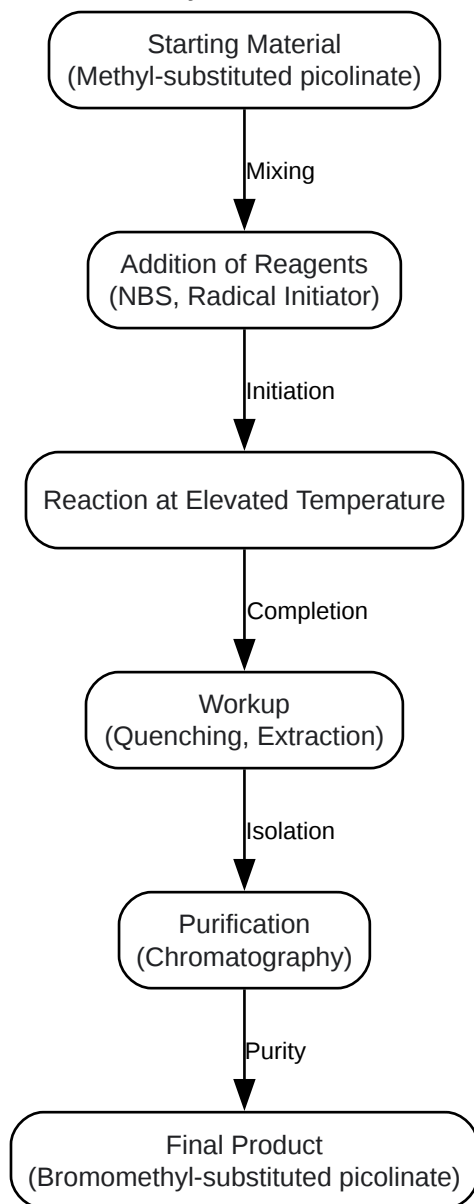 Starting Material
(Methyl-substituted picolinate)
Mixing
Addition of Reagents
(NBS, Radical Initiator)
Initiation
Reaction at Elevated Temperature
Completion
Workup
(Quenching, Extraction)
Isolation
Purification
(Chromatography)
Purity
Final Product
(Bromomethyl-substituted picolinate)